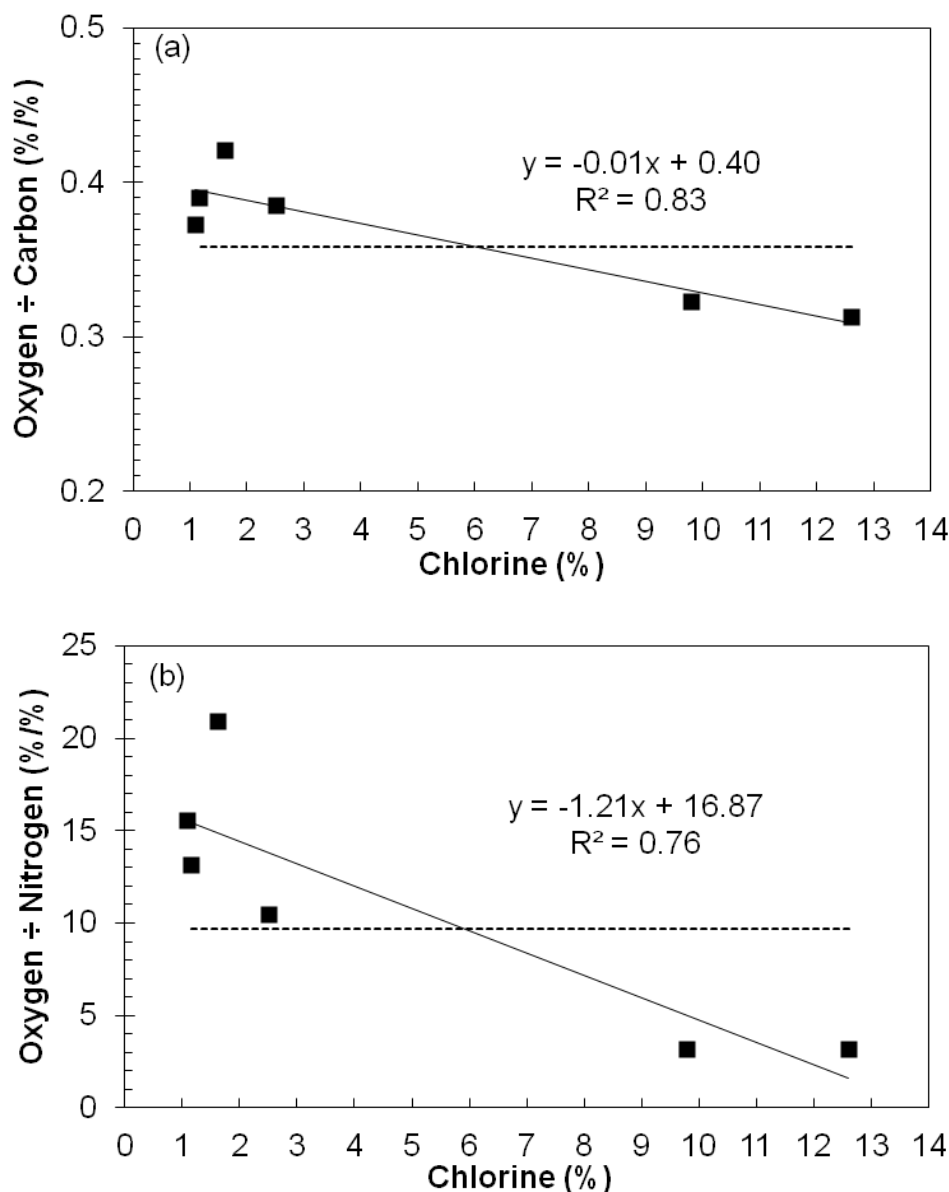 (a)
0.5
0.4
0.3
0.2
Oxygen ÷ Carbon (%/%)
y = -0.01x + 0.40
R² = 0.83
0 1 2 3 4 5 6 7 8 9 10 11 12 13 14
Chlorine (%)
(b)
25
20
15
10
5
0
Oxygen ÷ Nitrogen (%/%)
y = -1.21x + 16.87
R² = 0.76
0 1 2 3 4 5 6 7 8 9 10 11 12 13 14
Chlorine (%)